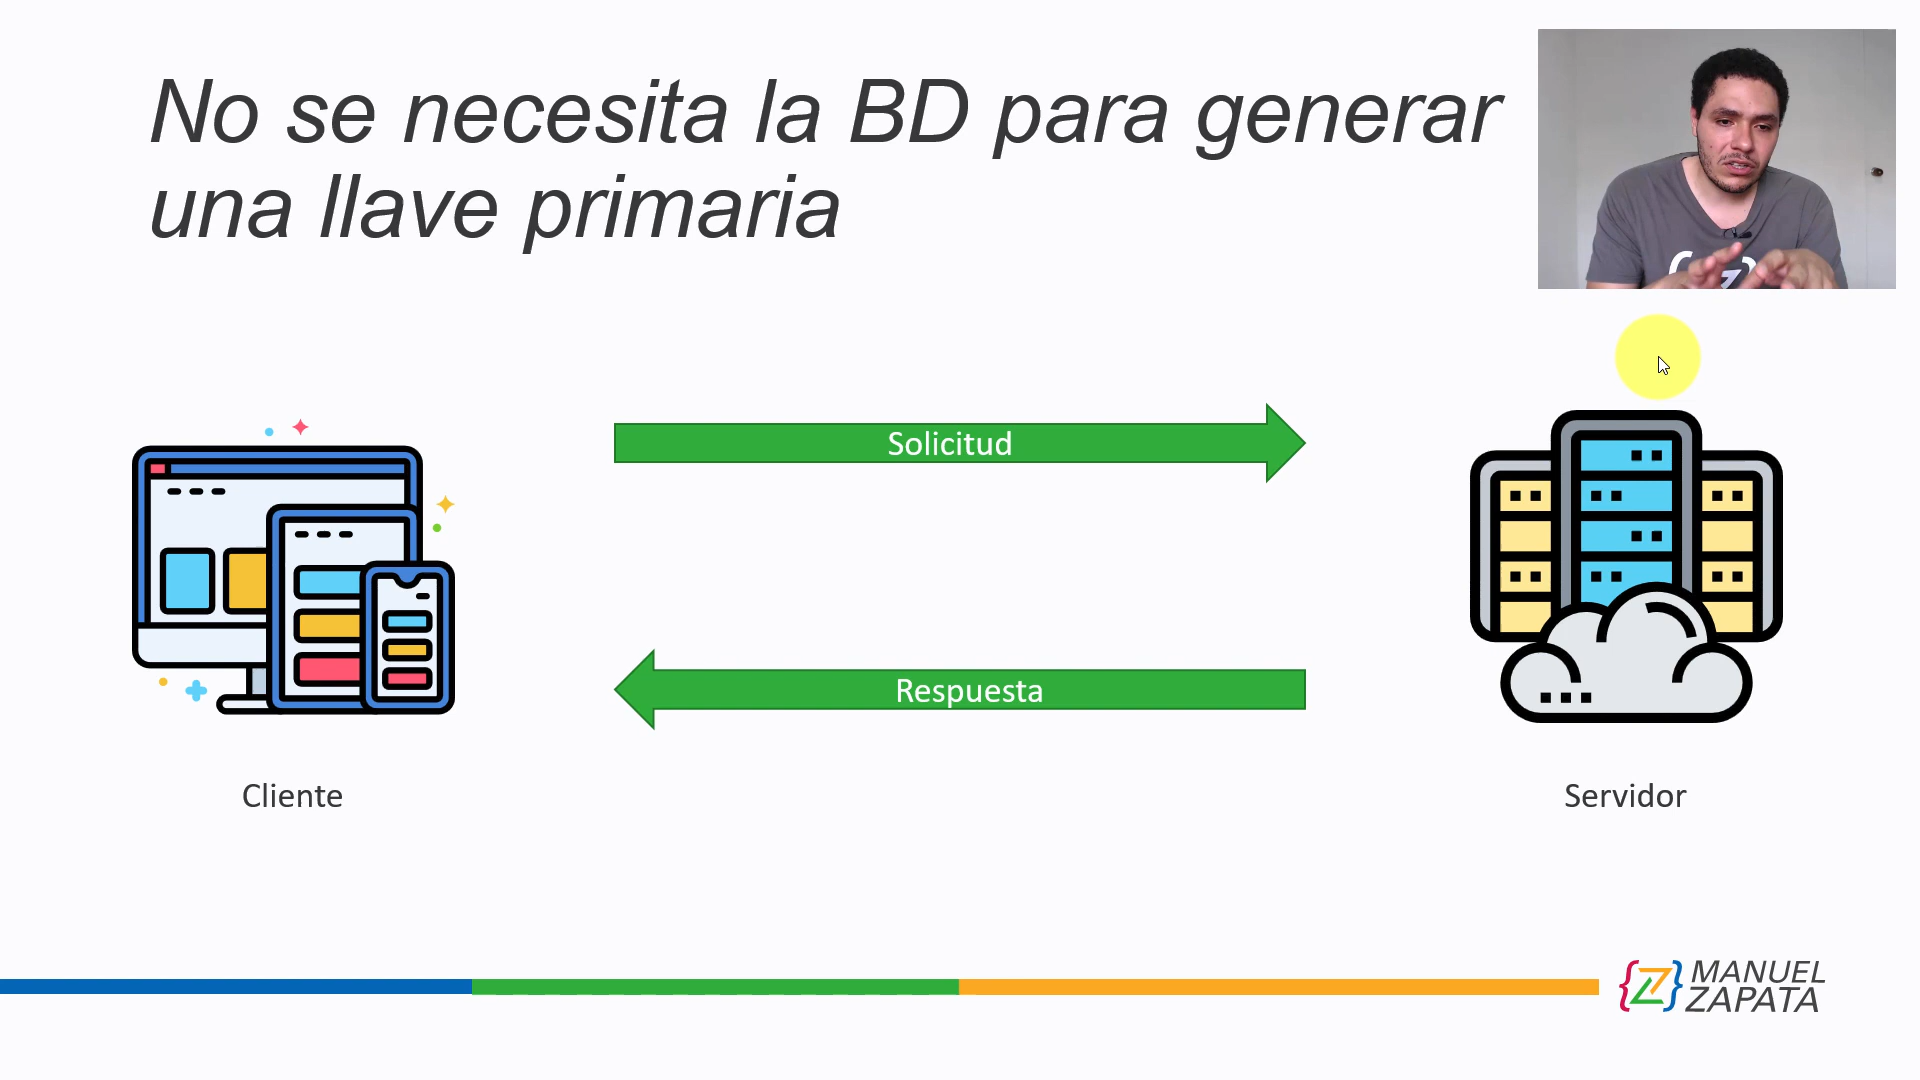 No se necesita la BD para generar
una llave primaria
Solicitud
Respuesta
Cliente
Servidor
{Z} MANUEL
ZAPATA